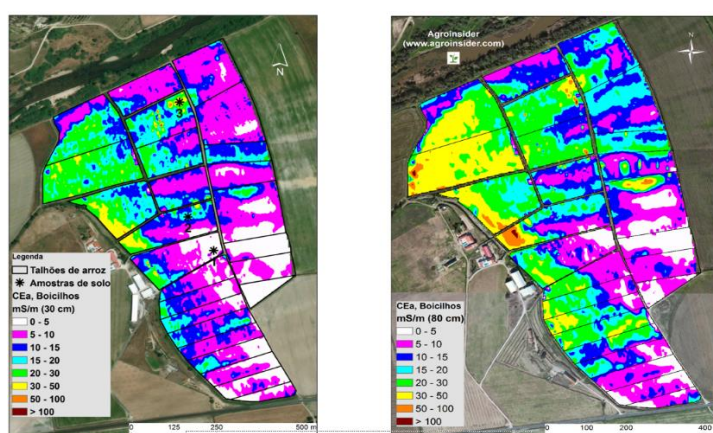 N
3
2
1
Legenda
Talhões de arroz
Amostras de solo
CEa, Boicilhos
mS/m (30 cm)
0 - 5
5 - 10
10 - 15
15 - 20
20 - 30
30 - 50
50 - 100
> 100
0 125 250 500 m
Agroinsider
(www.agroinsider.com)
N
CEa, Boicilhos
mS/m (80 cm)
0 - 5
5 - 10
10 - 15
15 - 20
20 - 30
30 - 50
50 - 100
> 100
0 100 200 400